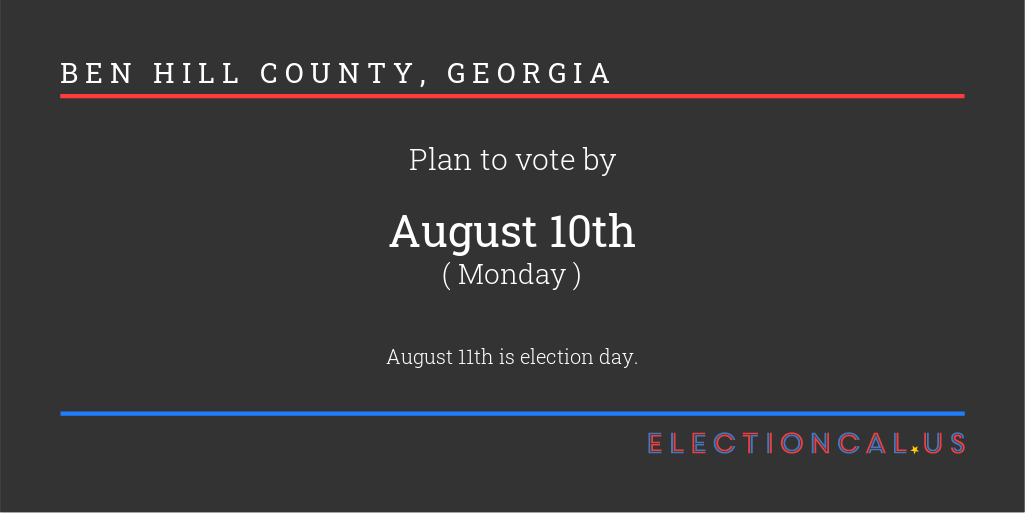 BEN HILL COUNTY, GEORGIA
Plan to vote by
August 10th
( Monday )
August 11th is election day.
ELECTIONCAL.US